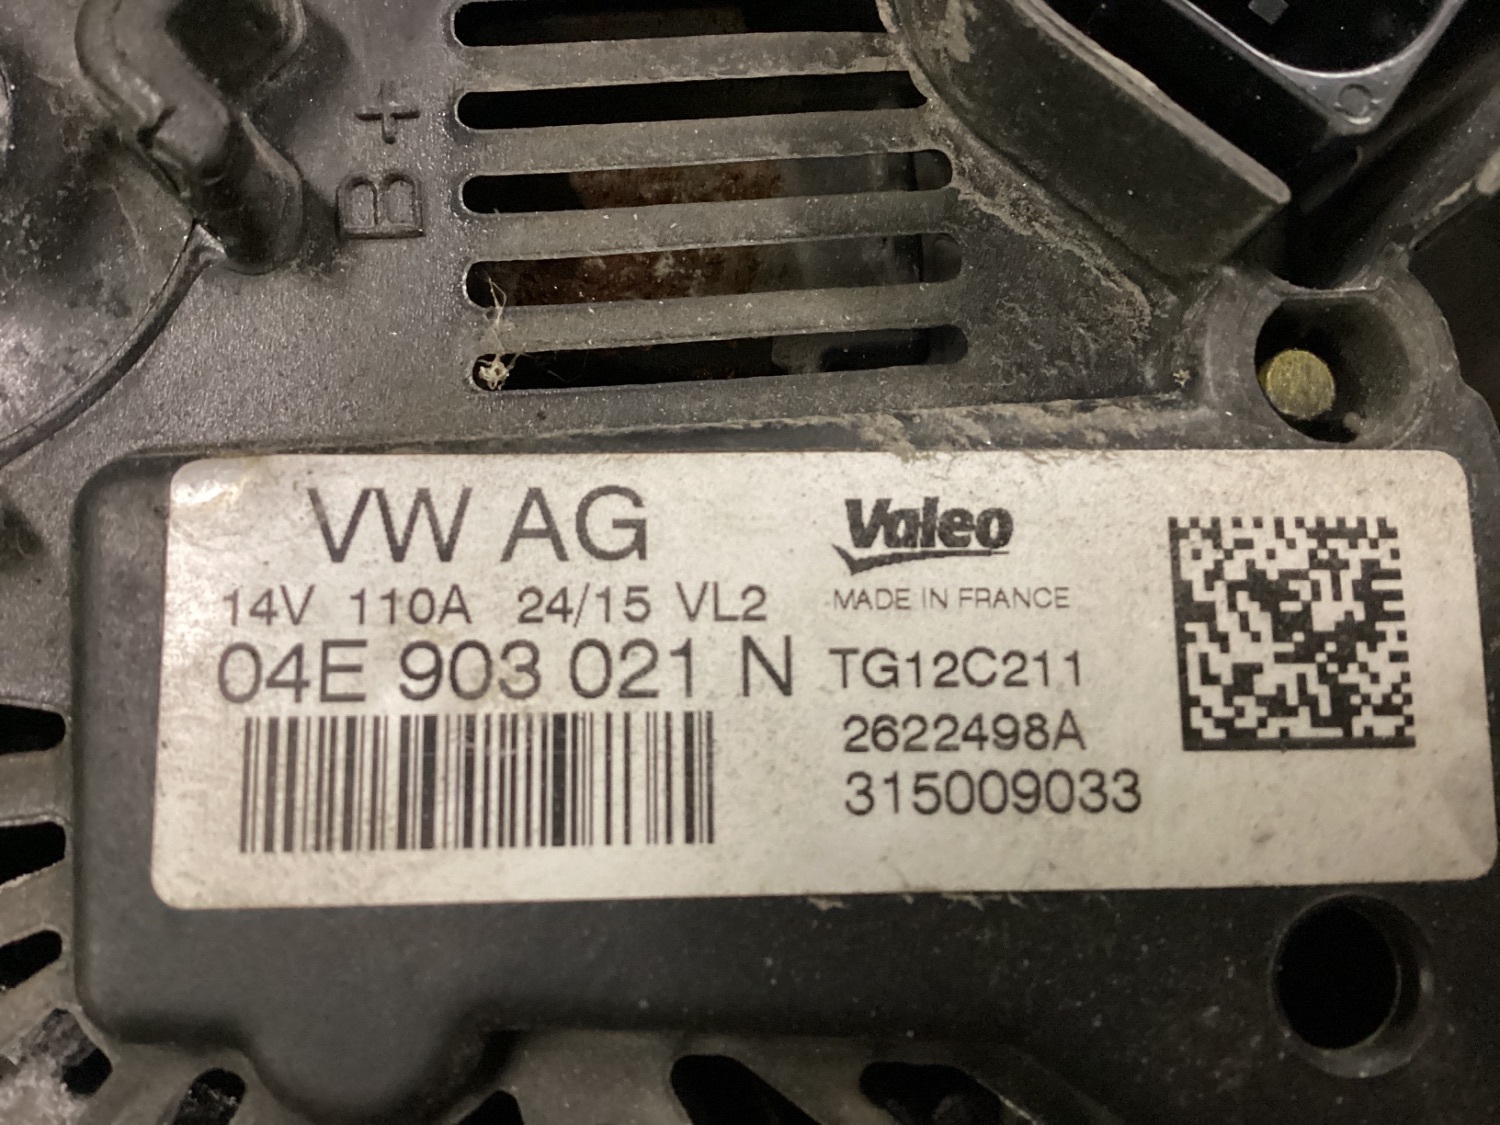 B+
VW AG
14V 110A 24/15 VL2
04E 903 021 N
Valeo
MADE IN FRANCE
TG12C211
2622498A
315009033